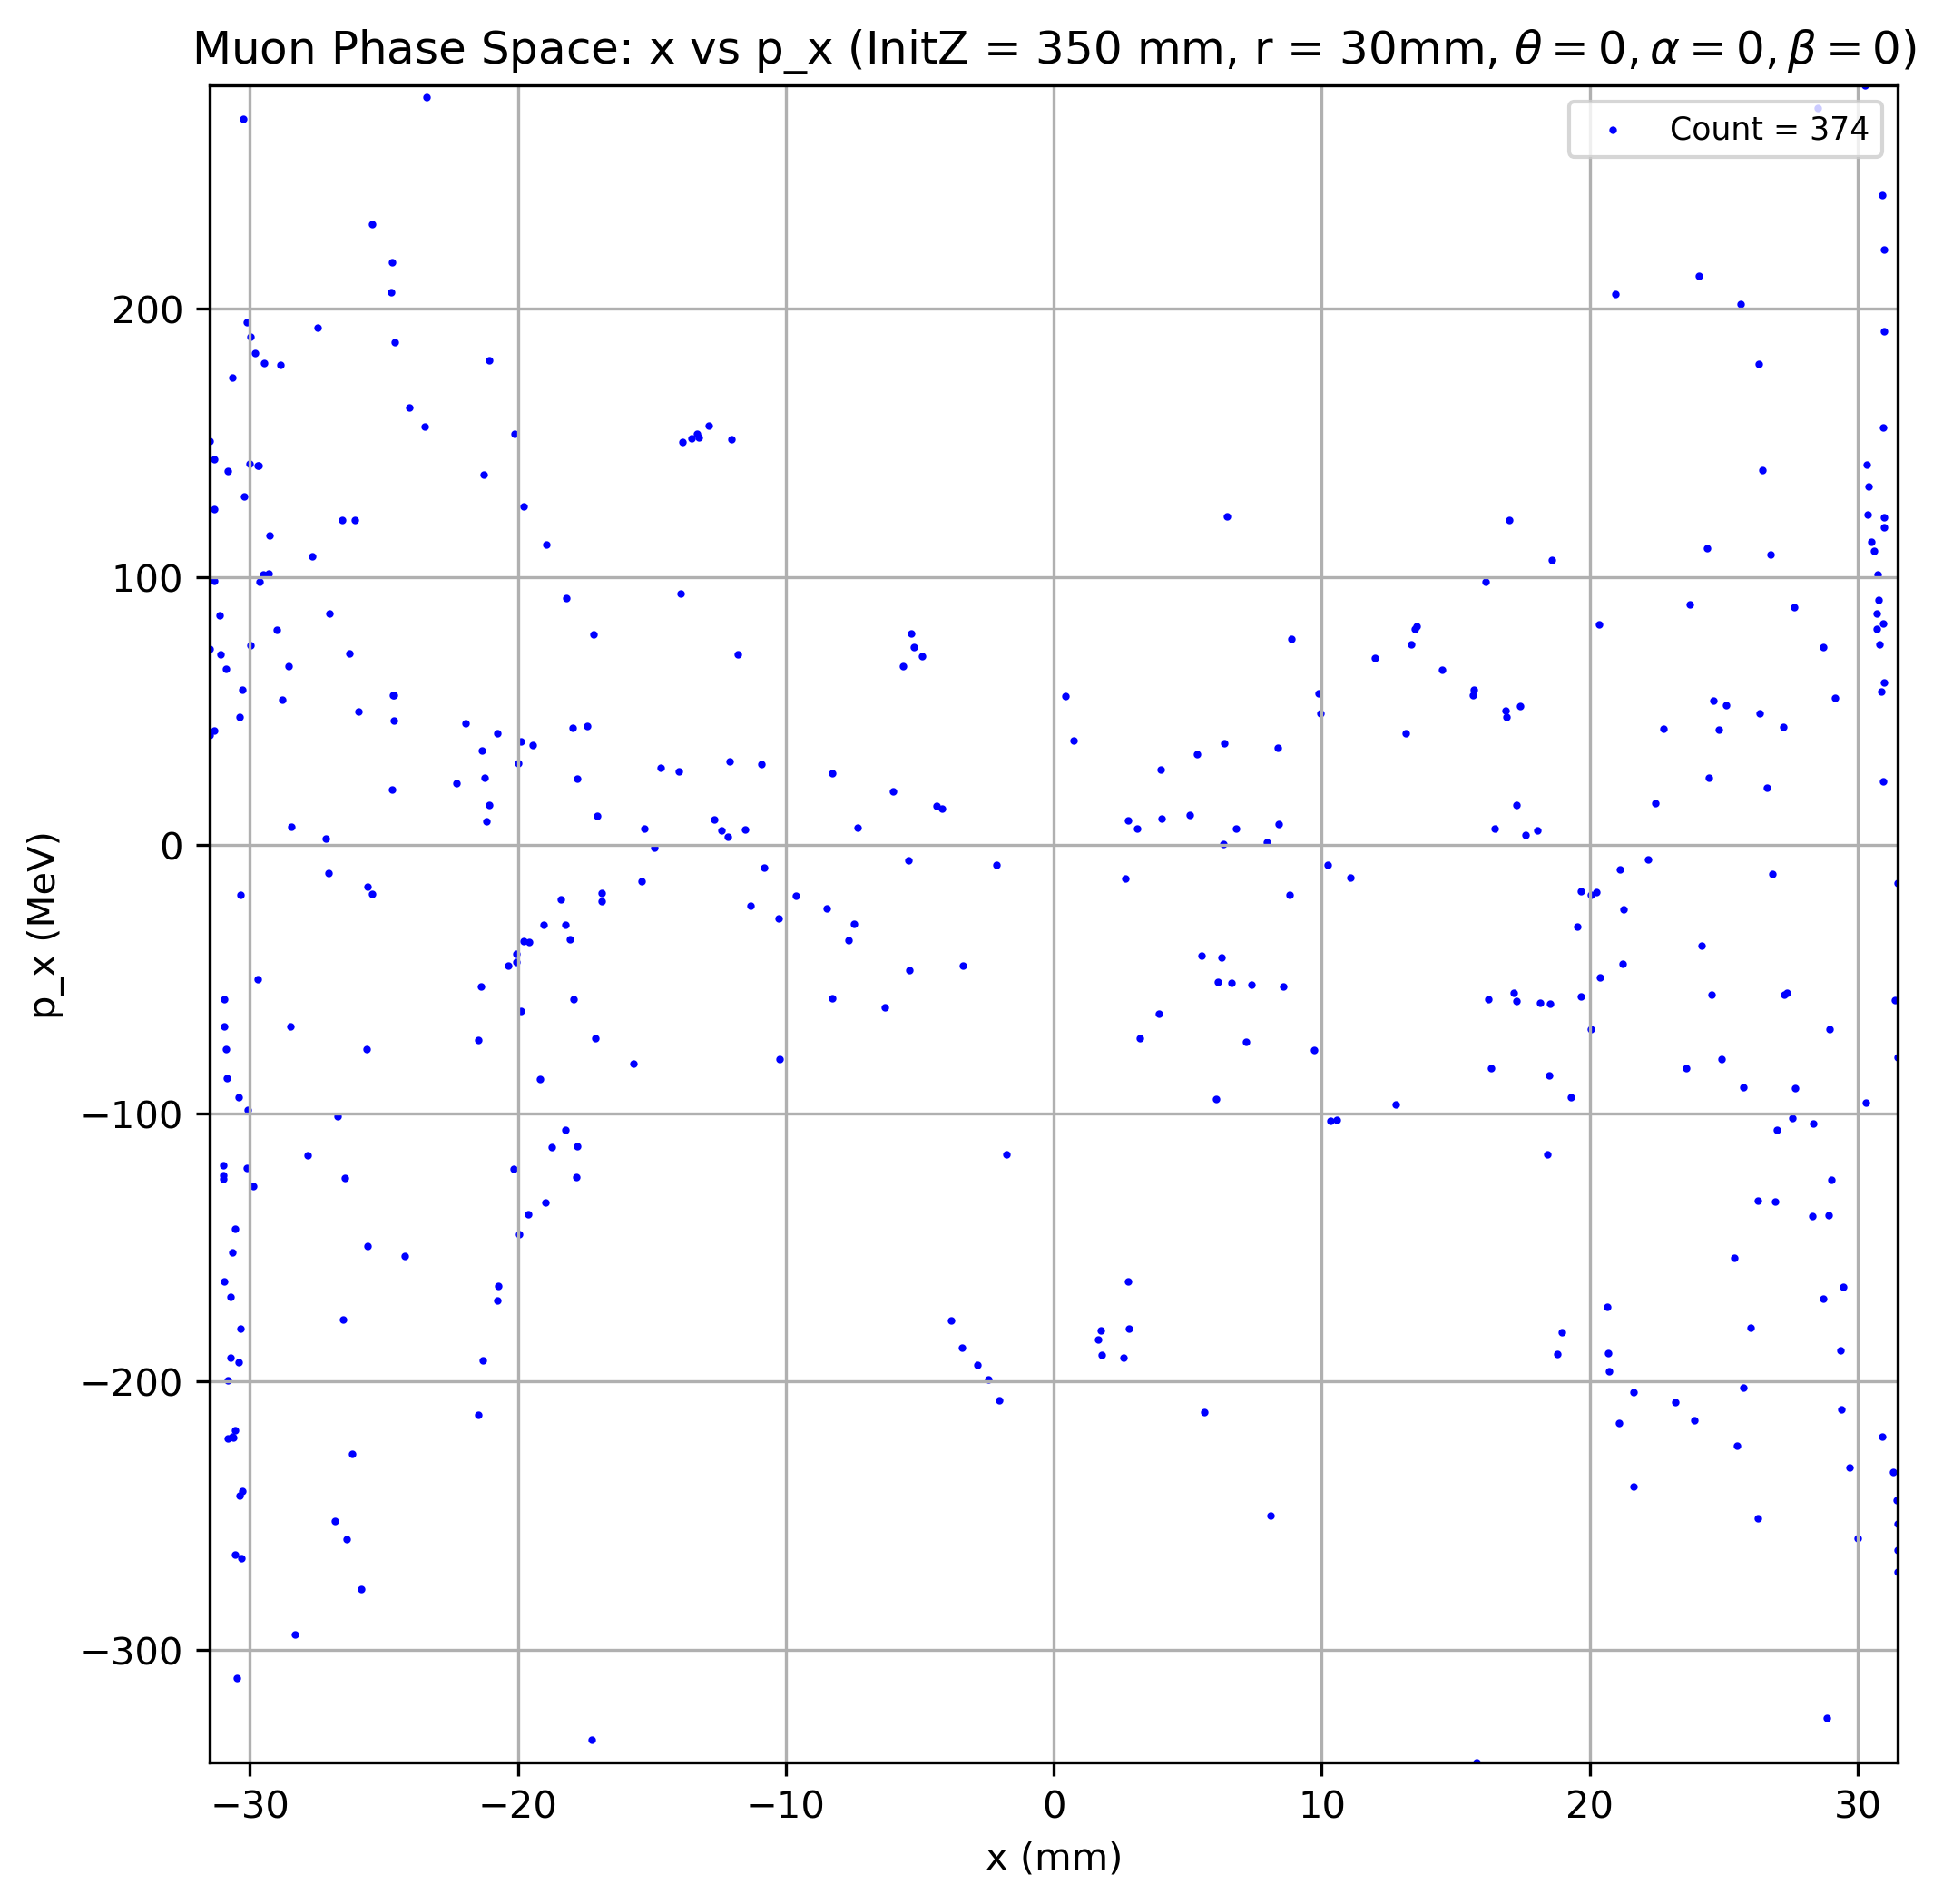 Muon Phase Space: x vs p_x (InitZ = 350 mm, r = 30mm, θ = 0, α = 0, β = 0)
Count = 374
200
100
0
−100
−200
−300
p_x (MeV)
−30 −20 −10 0 10 20 30
x (mm)